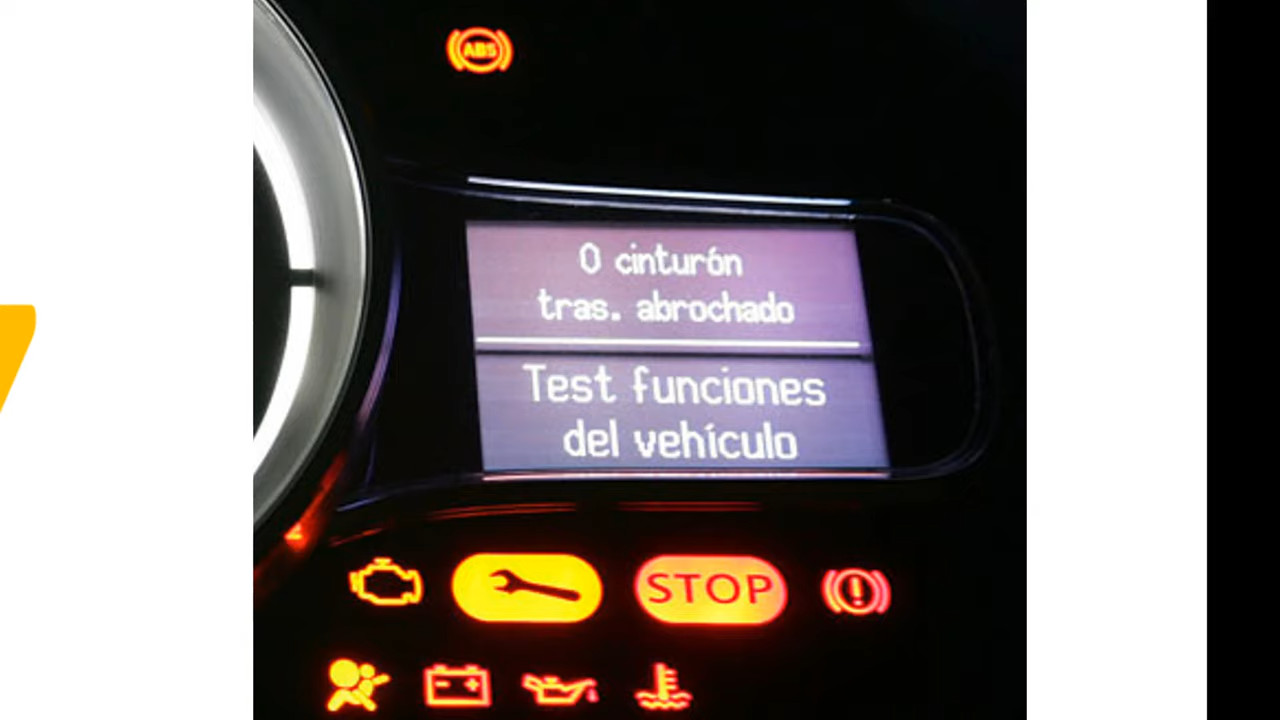 ABS
0 cinturón
tras. abrochado
Test funciones
del vehículo
STOP